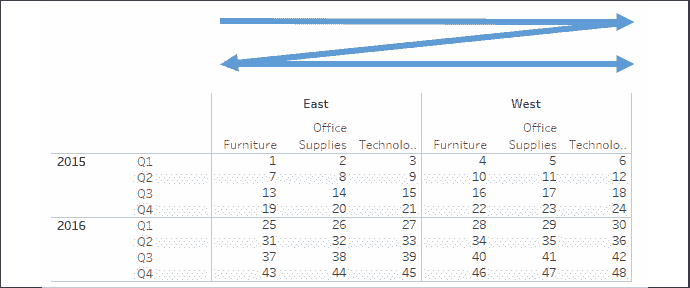 East West
Office Office
Furniture Supplies Technolo.. Furniture Supplies Technolo..
2015 Q1 1 2 3 4 5 6
Q2 7 8 9 10 11 12
Q3 13 14 15 16 17 18
Q4 19 20 21 22 23 24
2016 Q1 25 26 27 28 29 30
Q2 31 32 33 34 35 36
Q3 37 38 39 40 41 42
Q4 43 44 45 46 47 48